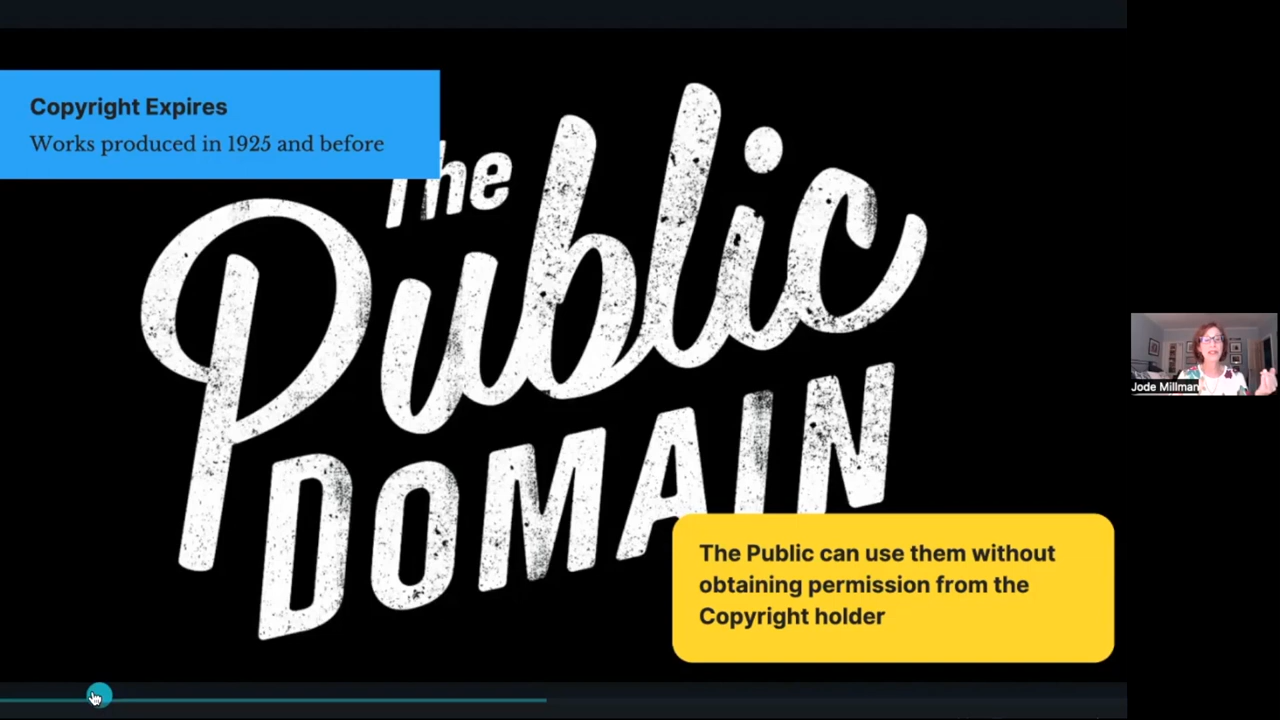 Copyright Expires
Works produced in 1925 and before
The
Public
DOMAIN
The Public can use them without
obtaining permission from the
Copyright holder
Jode Millman